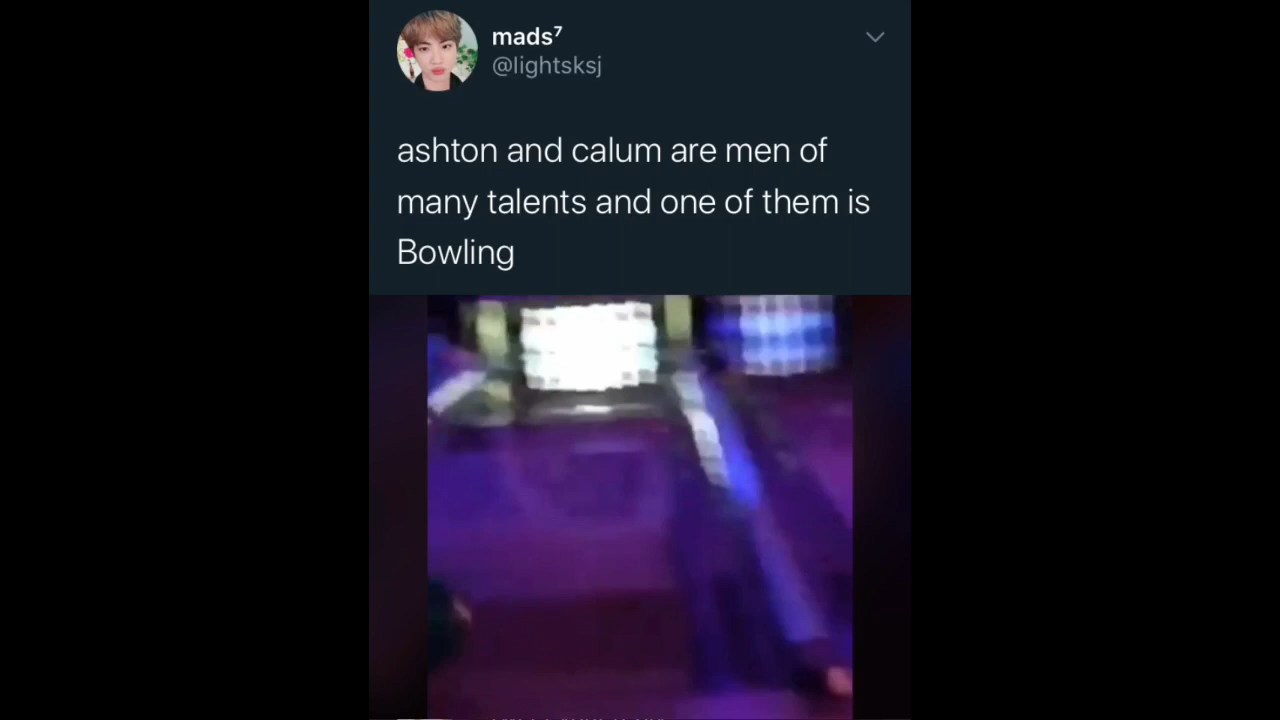 mads⁷
@lightsksj
ashton and calum are men of
many talents and one of them is
Bowling